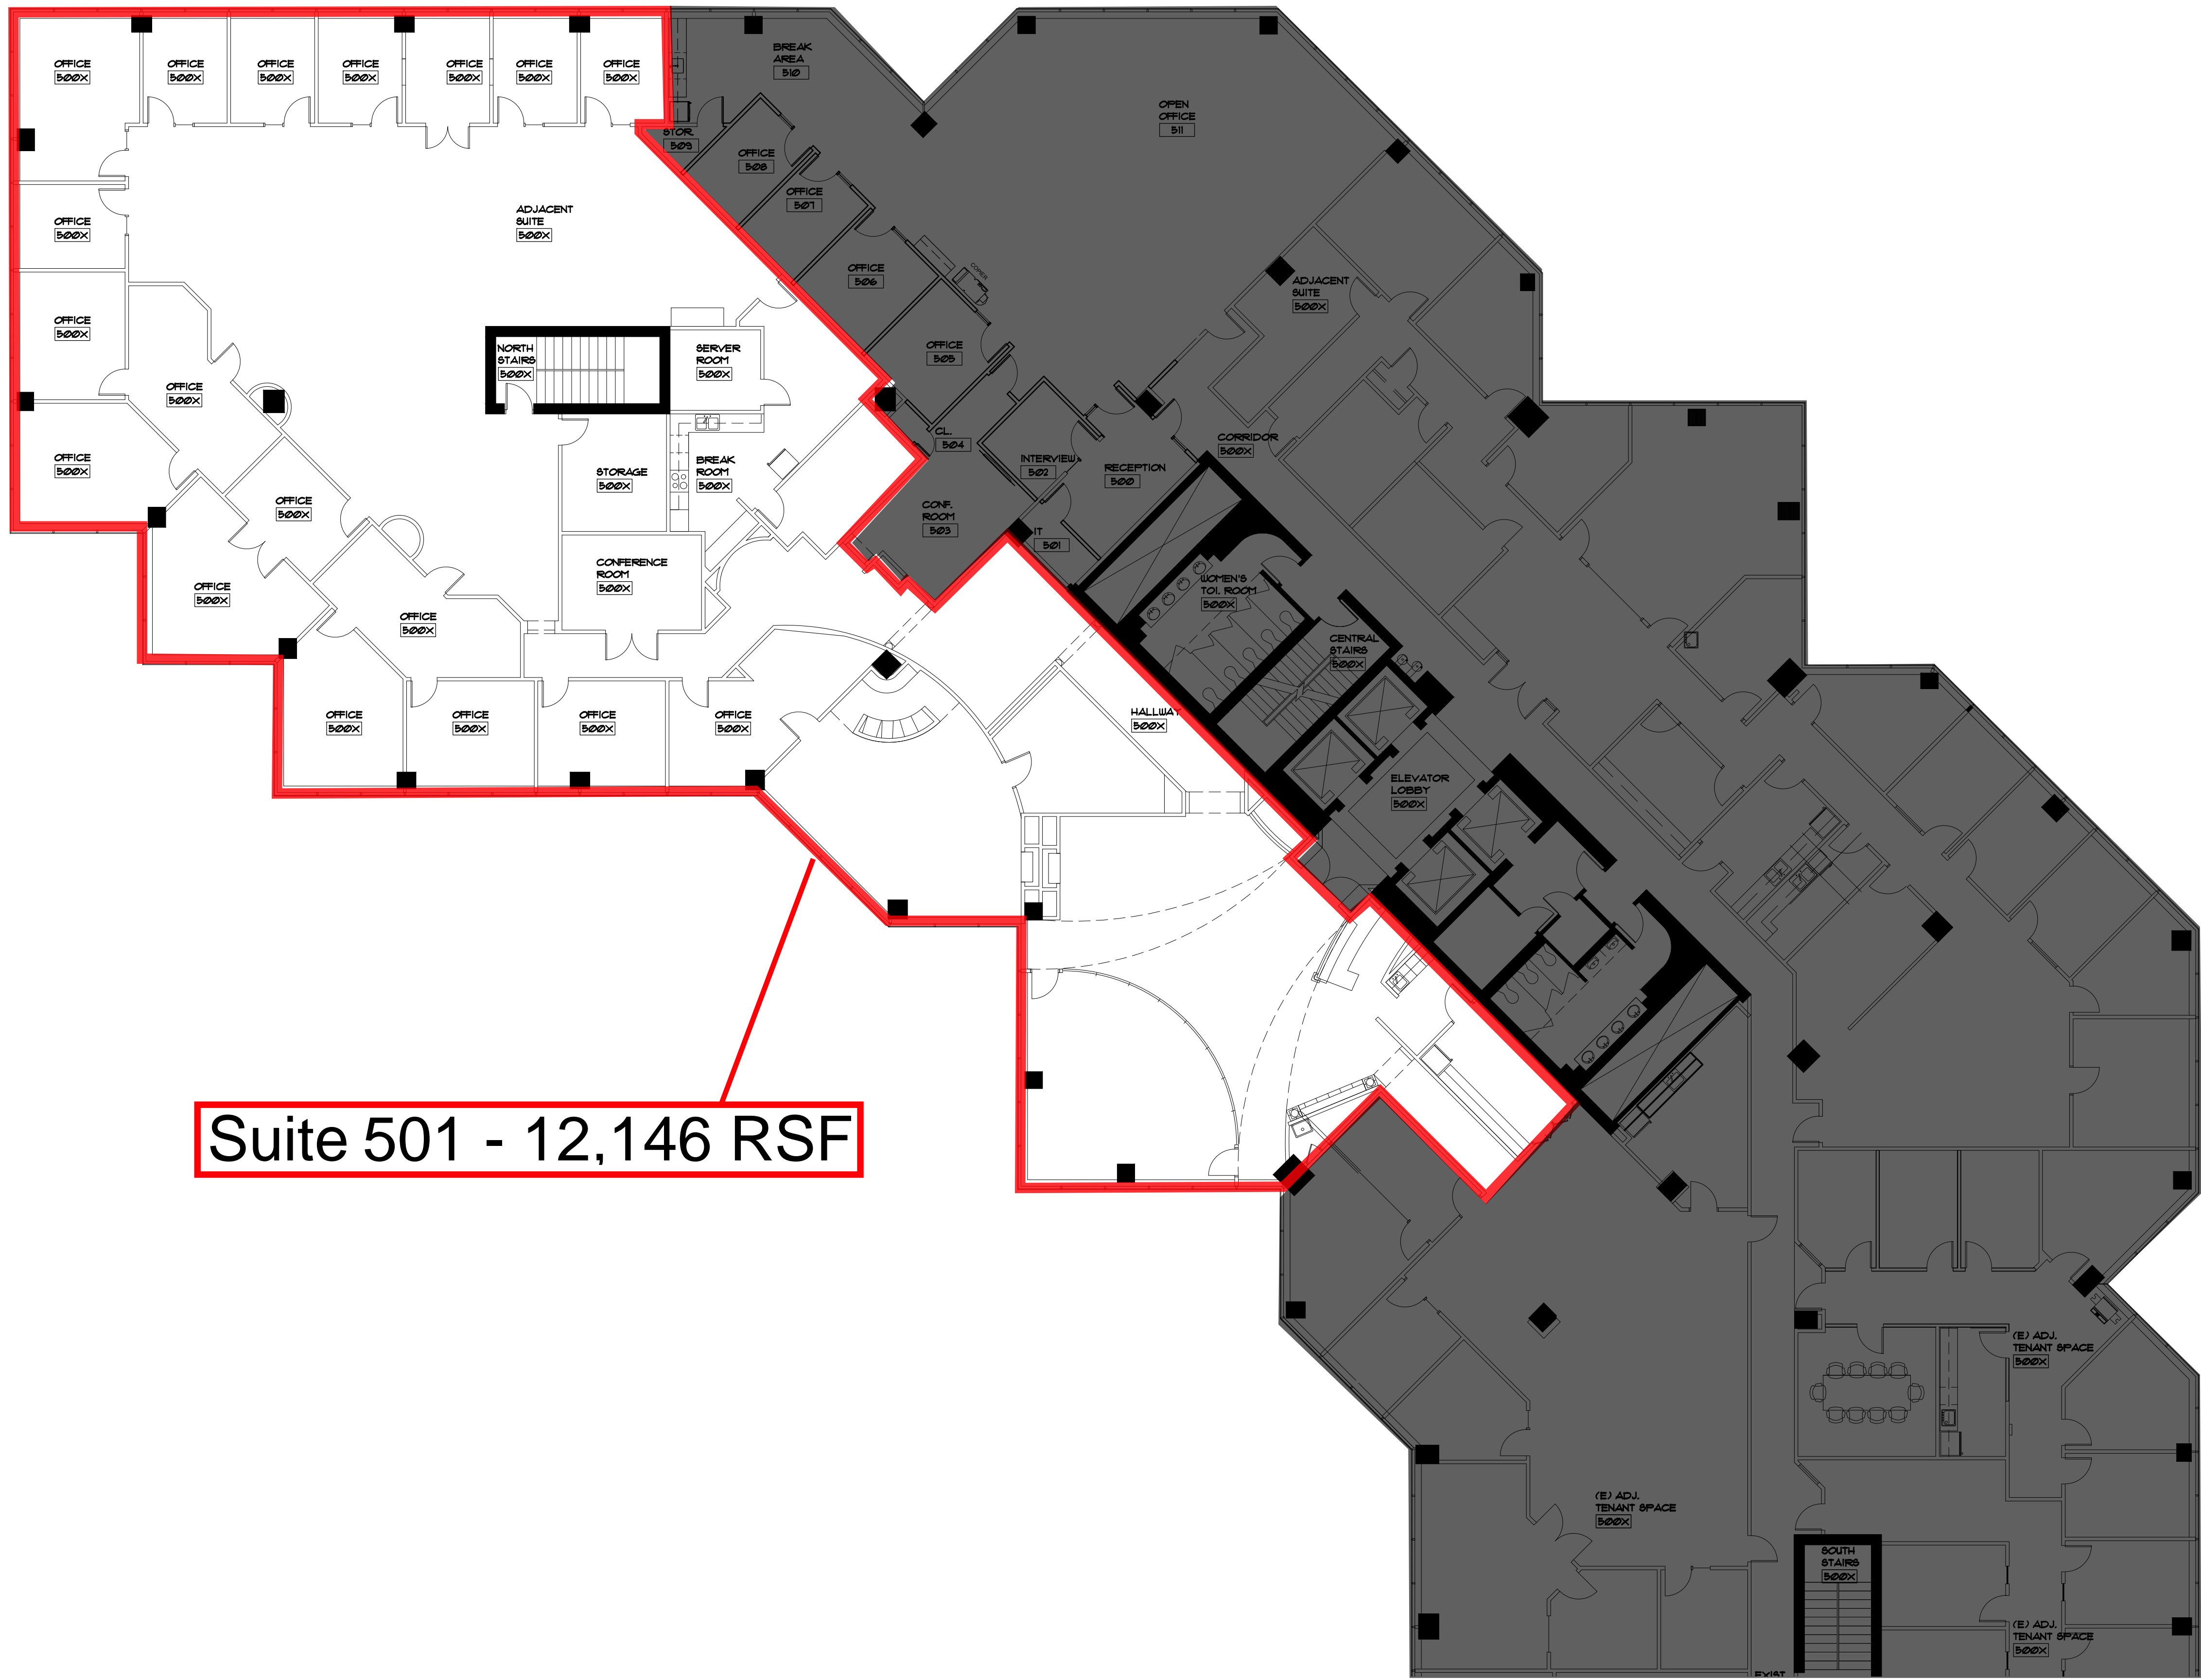 OFFICE
500X
OFFICE
500X
OFFICE
500X
OFFICE
500X
OFFICE
500X
OFFICE
500X
OFFICE
500X
BREAK
AREA
510
OPEN
OFFICE
511
STOR.
509
OFFICE
508
OFFICE
507
OFFICE
500X
ADJACENT
SUITE
500X
OFFICE
506
COPIER
ADJACENT
SUITE
500X
OFFICE
500X
NORTH
STAIRS
500X
SERVER
ROOM
500X
OFFICE
505
OFFICE
500X
CL.
504
CORRIDOR
500X
OFFICE
500X
STORAGE
500X
BREAK
ROOM
500X
INTERVIEW
502
RECEPTION
500
OFFICE
500X
CONF.
ROOM
503
IT
501
OFFICE
500X
CONFERENCE
ROOM
500X
WOMEN'S
TOI. ROOM
500X
OFFICE
500X
CENTRAL
STAIRS
500X
OFFICE
500X
OFFICE
500X
OFFICE
500X
OFFICE
500X
HALLWAY
500X
ELEVATOR
LOBBY
500X
Suite 501 - 12,146 RSF
(E) ADJ.
TENANT SPACE
500X
(E) ADJ.
TENANT SPACE
500X
SOUTH
STAIRS
500X
(E) ADJ.
TENANT SPACE
500X
EXIST